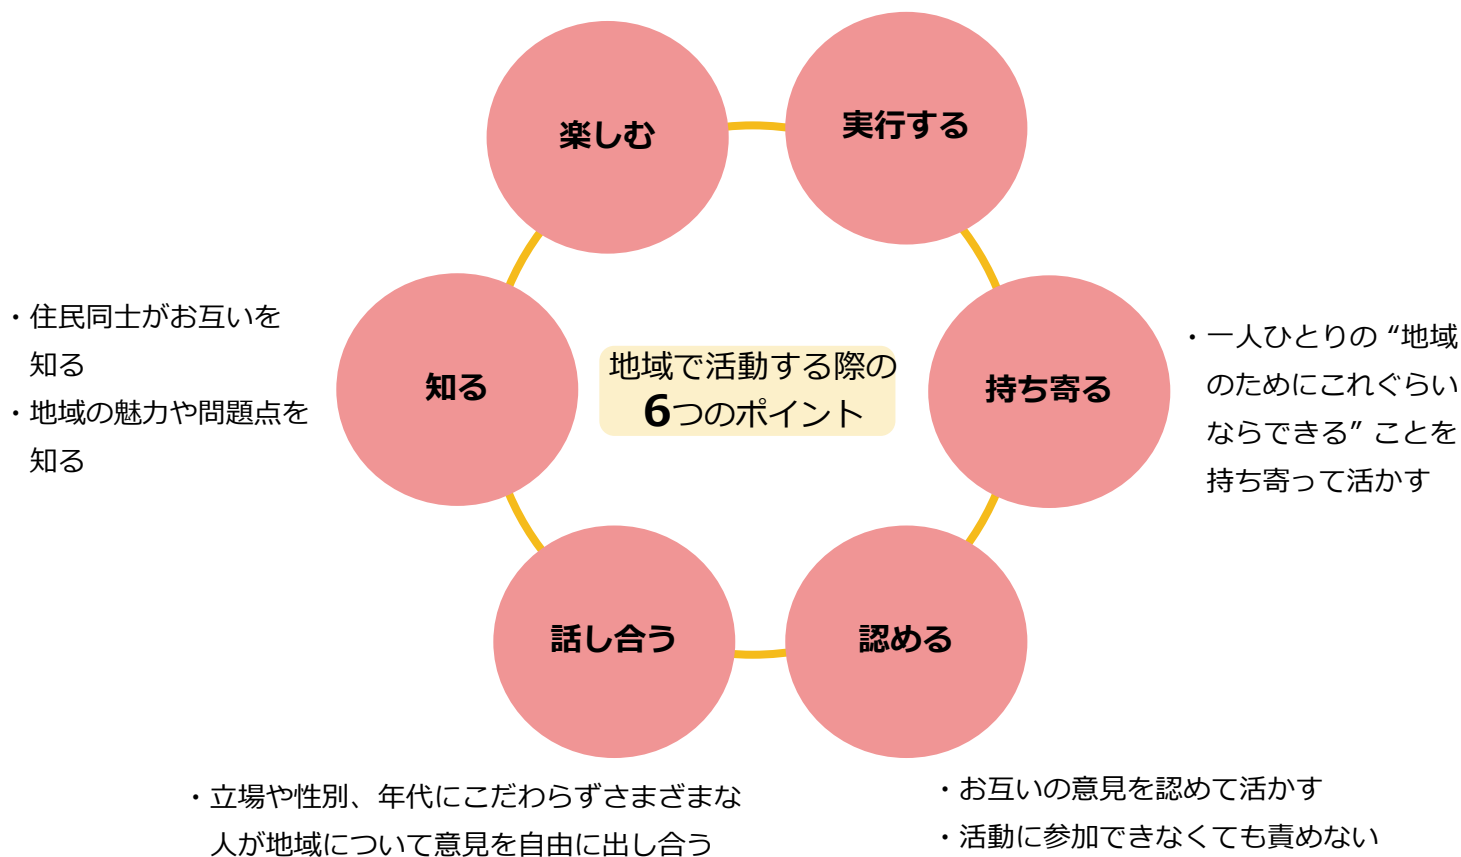 楽しむ
実行する
・住民同士がお互いを
知る
・地域の魅力や問題点を
知る
知る
地域で活動する際の
6つのポイント
持ち寄る
・一人ひとりの “地域
のためにこれぐらい
ならできる” ことを
持ち寄って活かす
話し合う
認める
・立場や性別、年代にこだわらずさまざまな
人が地域について意見を自由に出し合う
・お互いの意見を認めて活かす
・活動に参加できなくても責めない